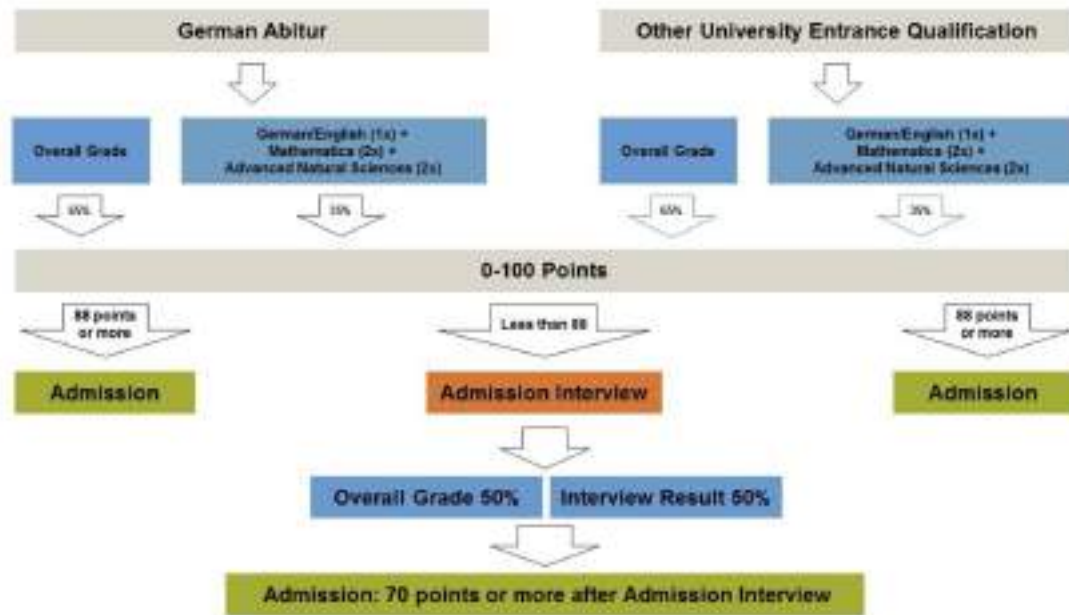 German Abitur
Other University Entrance Qualification
Overall Grade
German/English (1x) +
Mathematics (2x) +
Advanced Natural Sciences (2x)
Overall Grade
German/English (1x) +
Mathematics (2x) +
Advanced Natural Sciences (2x)
65%
35%
65%
35%
0-100 Points
88 points
or more
Less than 88
88 points
or more
Admission
Admission Interview
Admission
Overall Grade 50%
Interview Result 50%
Admission: 70 points or more after Admission Interview